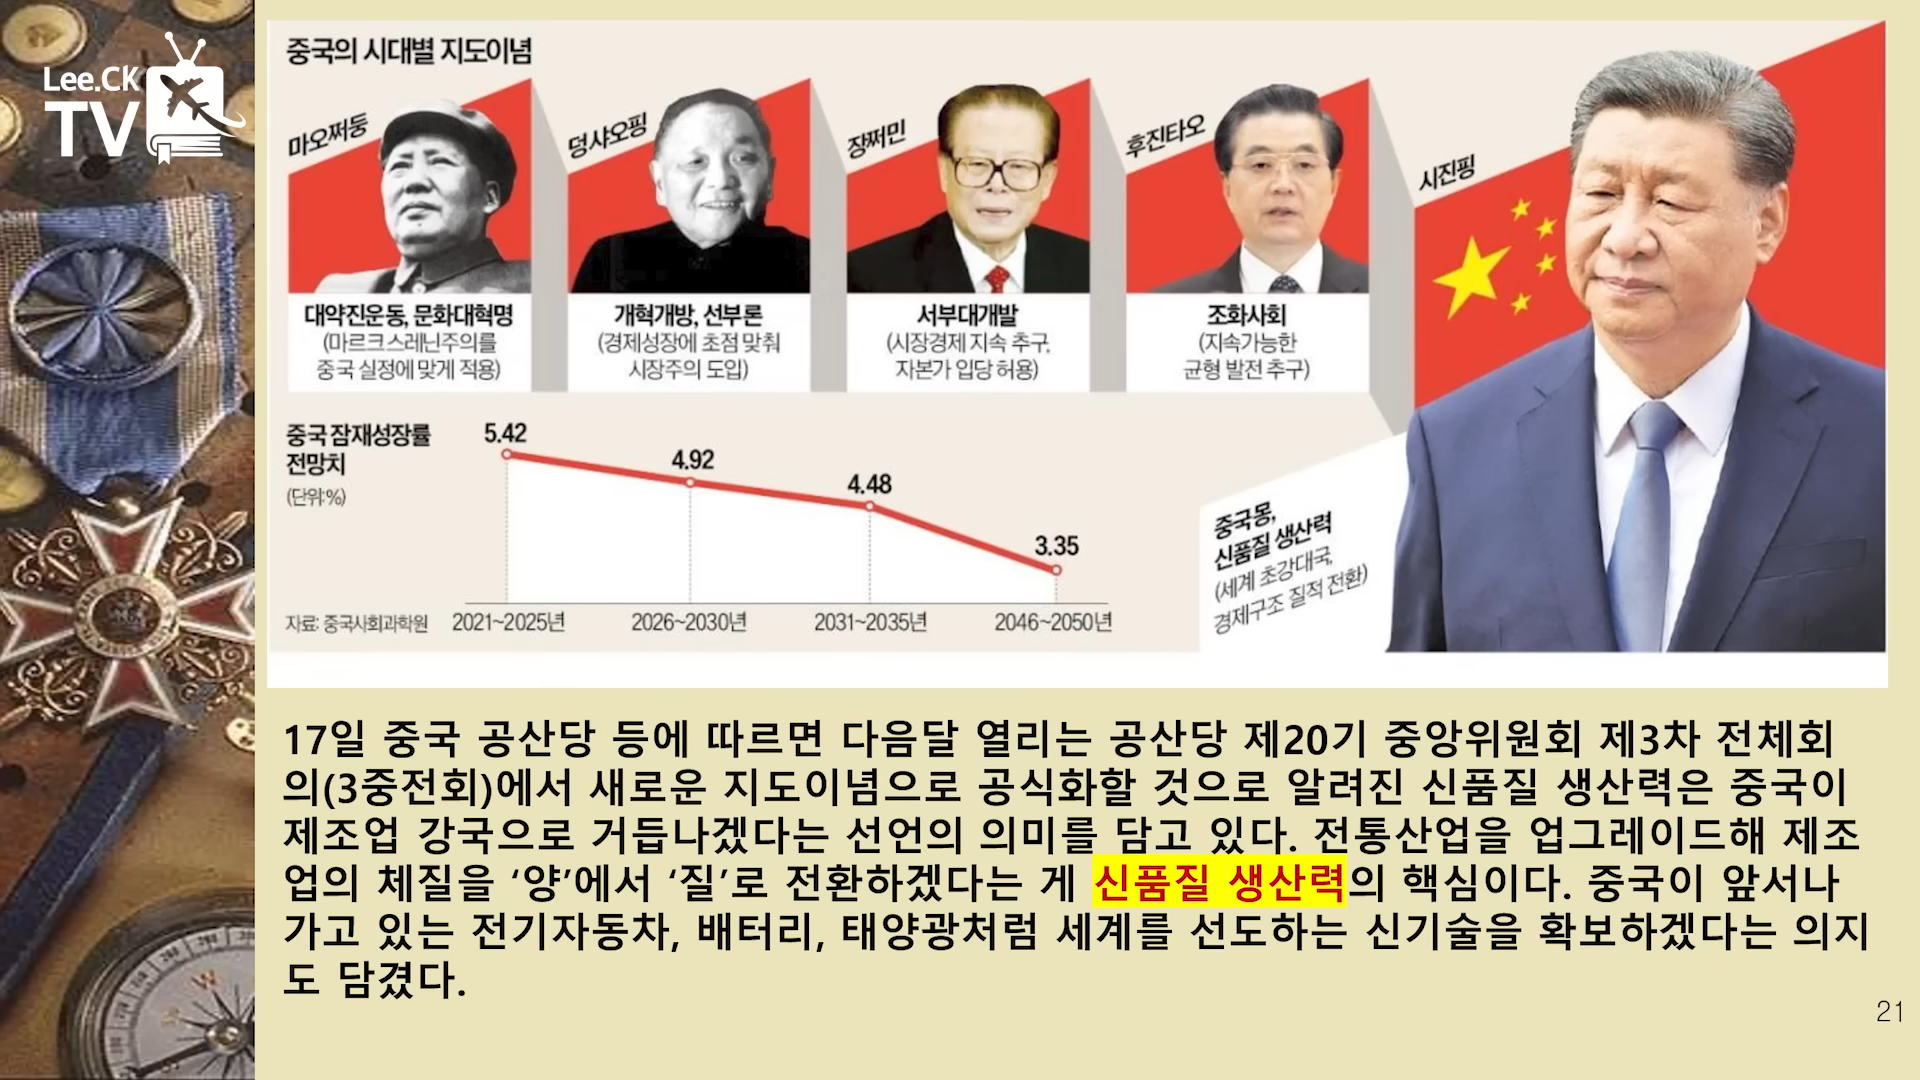 Lee.CK
TV
중국의 시대별 지도이념
마오쩌둥
덩샤오핑
장쩌민
후진타오
시진핑
대약진운동, 문화대혁명
(마르크스레닌주의를
중국 실정에 맞게 적용)
개혁개방, 선부론
(경제성장에 초점 맞춰
시장주의 도입)
서부대개발
(시장경제 지속 추구,
자본가 입당 허용)
조화사회
(지속가능한
균형 발전 추구)
중국몽,
신품질 생산력
(세계 초강대국,
경제구조 질적 전환)
중국 잠재성장률
전망치
(단위:%)
5.42
4.92
4.48
3.35
자료: 중국사회과학원
2021~2025년
2026~2030년
2031~2035년
2046~2050년
17일 중국 공산당 등에 따르면 다음달 열리는 공산당 제20기 중앙위원회 제3차 전체회
의(3중전회)에서 새로운 지도이념으로 공식화할 것으로 알려진 신품질 생산력은 중국이
제조업 강국으로 거듭나겠다는 선언의 의미를 담고 있다. 전통산업을 업그레이드해 제조
업의 체질을 ‘양’에서 ‘질’로 전환하겠다는 게 신품질 생산력의 핵심이다. 중국이 앞서나
가고 있는 전기자동차, 배터리, 태양광처럼 세계를 선도하는 신기술을 확보하겠다는 의지
도 담겼다.
21